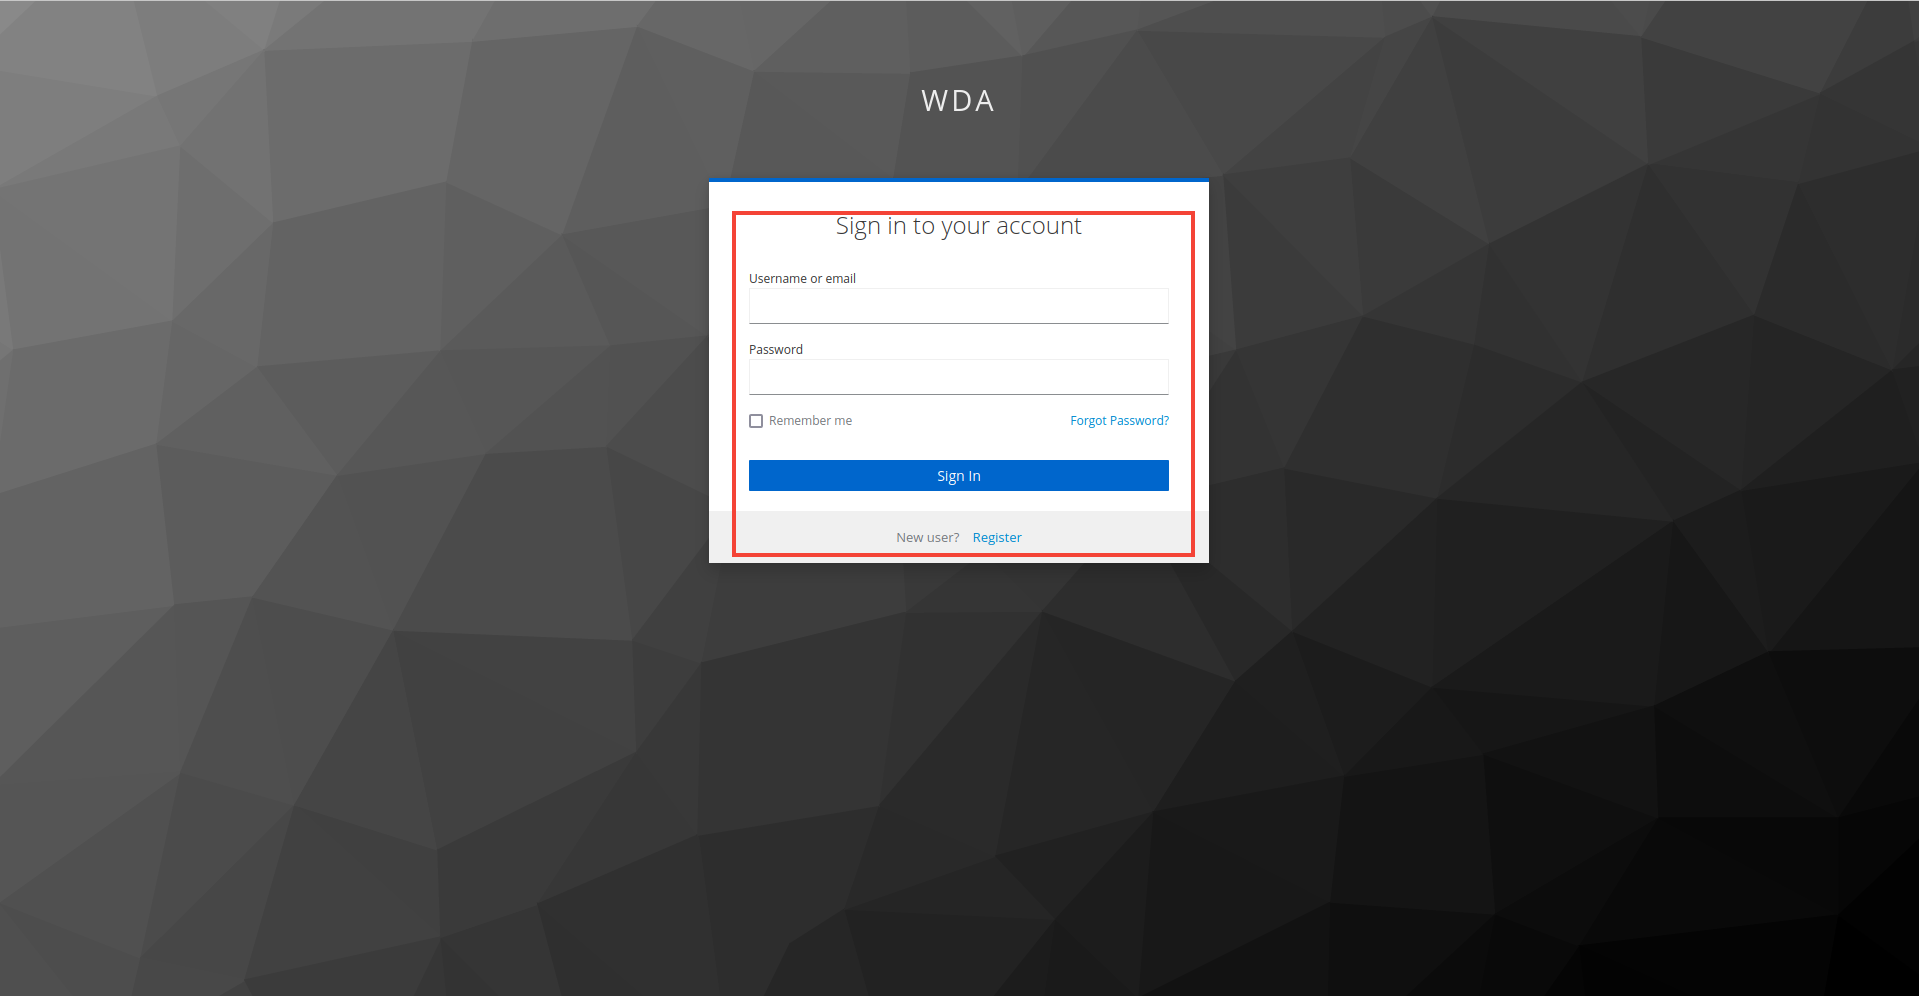 WDA
Sign in to your account
Username or email
Password
Remember me Forgot Password?
Sign In
New user? Register